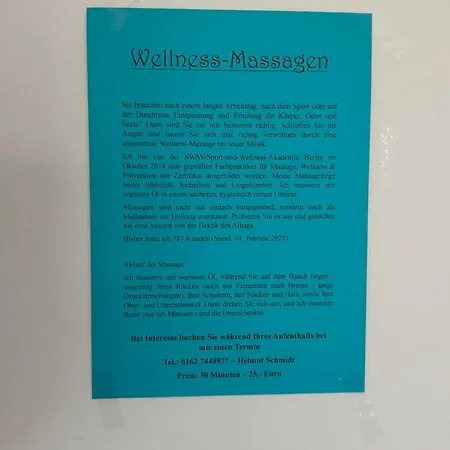 Wellness-Massagen
Sie brauchen nach einem langen Arbeitstag, nach dem Sport oder auf
der Durchreise Entspannung und Erholung für Körper, Geist und
Seele? Dann sind Sie bei mir bestimmt richtig. Schließen Sie die
Augen und lassen Sie sich mal richtig verwöhnen durch eine
angenehme Wellness-Massage bei leiser Musik.
Ich bin von der SWAV-Sport-und-Wellness-Akademie Berlin im
Oktober 2014 zum geprüften Fachpraktiker für Massage, Wellness &
Prävention mit Zertifikat ausgebildet worden. Meine Massageliege
bietet Stabilität, Sicherheit und Liegekomfort. Ich massiere mit
warmem Öl in einem sauberen, hygienisch reinen Umfeld.
Massagen sind nicht nur einfach entspannend, sondern auch als
Maßnahme zur Heilung anerkannt. Probieren Sie es aus und genießen
Sie eine Auszeit von der Hektik des Alltags.
Bisher hatte ich 787 Kunden (Stand 01. Februar 2023)
Ablauf der Massage:
Ich massiere mit warmem Öl, während Sie auf dem Bauch liegen -
ausgiebig Ihren Rücken (auch mit Elementen nach Breuss - lange
Druckstreichungen), Ihre Schultern, den Nacken und Hals, sowie Ihre
Ober- und Unterschenkel. Dann drehen Sie sich um, und ich massiere
Brust (nur bei Männern) und die Oberschenkel.
Bei Interesse buchen Sie während Ihres Aufenthalts bei
mir einen Termin
Tel.: 0162 7448977 – Helmut Schmidt
Preis: 30 Minuten – 25,- Euro